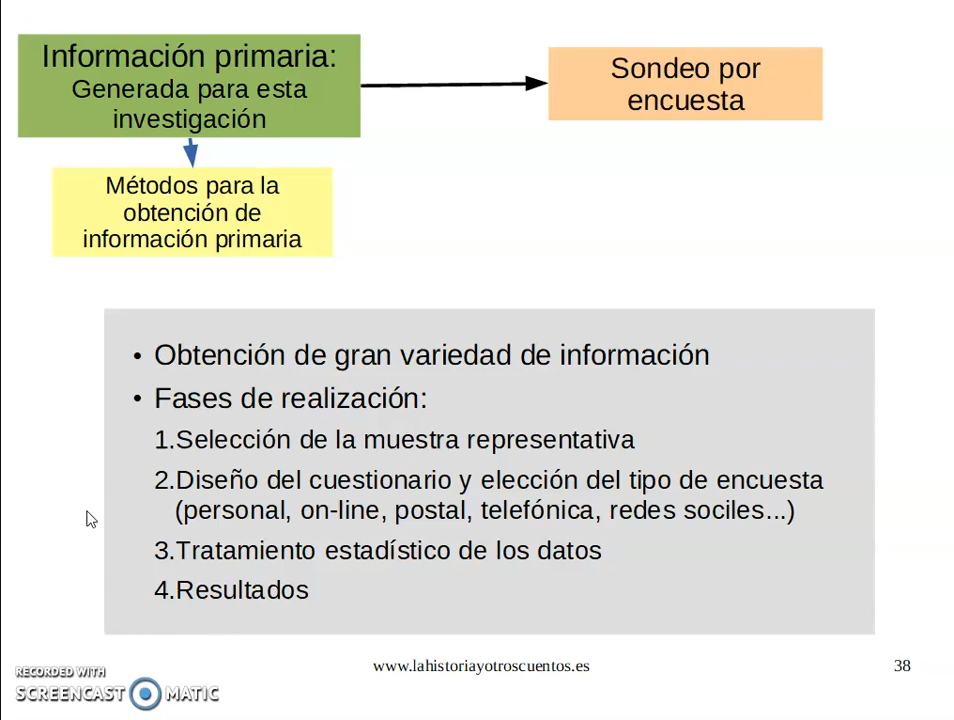 Información primaria:
Generada para esta
investigación
Sondeo por
encuesta
Métodos para la
obtención de
información primaria
• Obtención de gran variedad de información
• Fases de realización:
1.Selección de la muestra representativa
2.Diseño del cuestionario y elección del tipo de encuesta
(personal, on-line, postal, telefónica, redes sociles...)
3.Tratamiento estadístico de los datos
4.Resultados
www.lahistoriayotroscuentos.es
38
RECORDED WITH
SCREENCAST MATIC